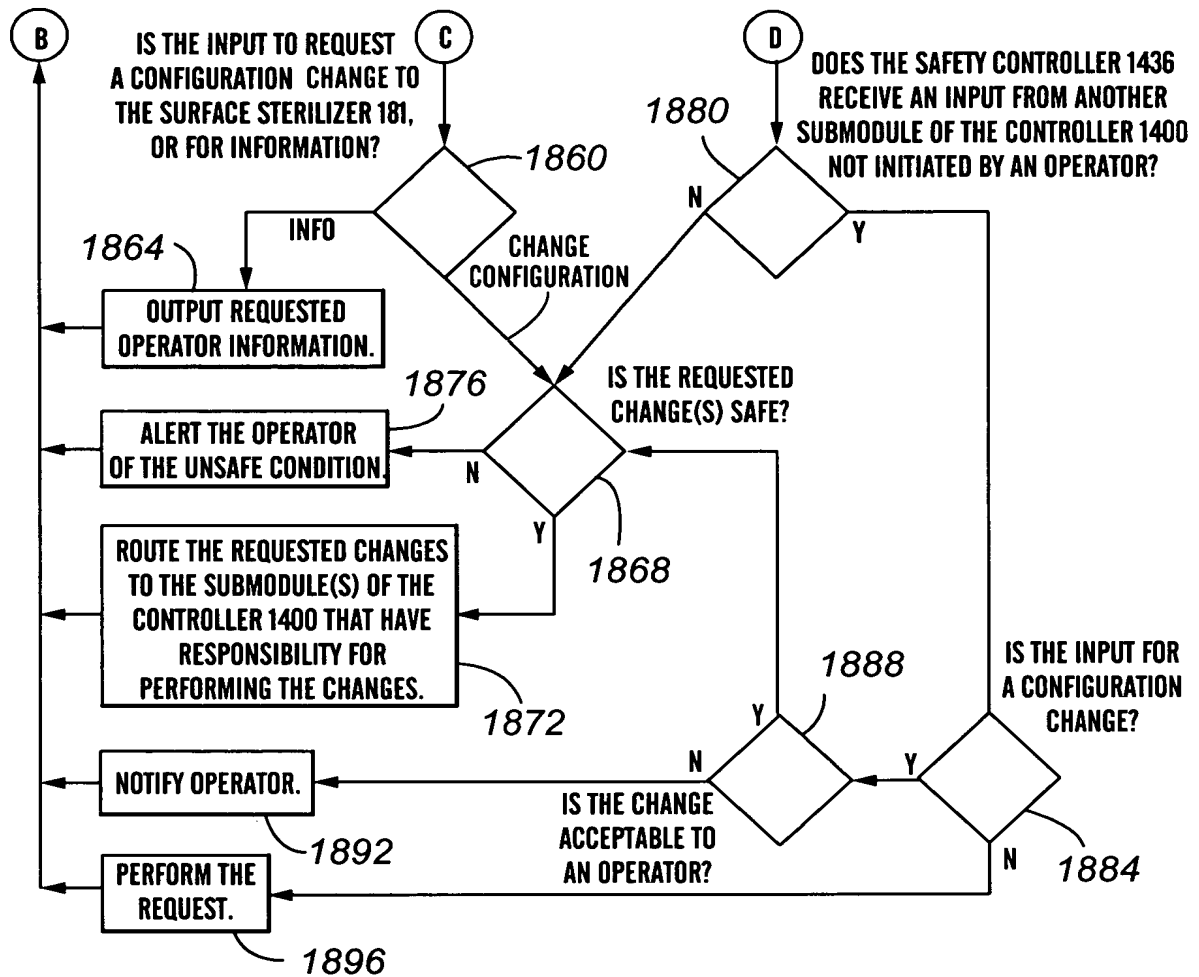 B
IS THE INPUT TO REQUEST
A CONFIGURATION CHANGE TO
THE SURFACE STERILIZER 181,
OR FOR INFORMATION?
C
D
DOES THE SAFETY CONTROLLER 1436
RECEIVE AN INPUT FROM ANOTHER
SUBMODULE OF THE CONTROLLER 1400
NOT INITIATED BY AN OPERATOR?
1860
1880
N
Y
INFO
1864
CHANGE
CONFIGURATION
OUTPUT REQUESTED
OPERATOR INFORMATION.
1876
IS THE REQUESTED
CHANGE(S) SAFE?
ALERT THE OPERATOR
OF THE UNSAFE CONDITION.
N
Y
1868
ROUTE THE REQUESTED CHANGES
TO THE SUBMODULE(S) OF THE
CONTROLLER 1400 THAT HAVE
RESPONSIBILITY FOR
PERFORMING THE CHANGES.
1872
1888
IS THE INPUT FOR
A CONFIGURATION
CHANGE?
Y
N
Y
NOTIFY OPERATOR.
1892
IS THE CHANGE
ACCEPTABLE TO
AN OPERATOR?
N
1884
PERFORM THE
REQUEST.
1896